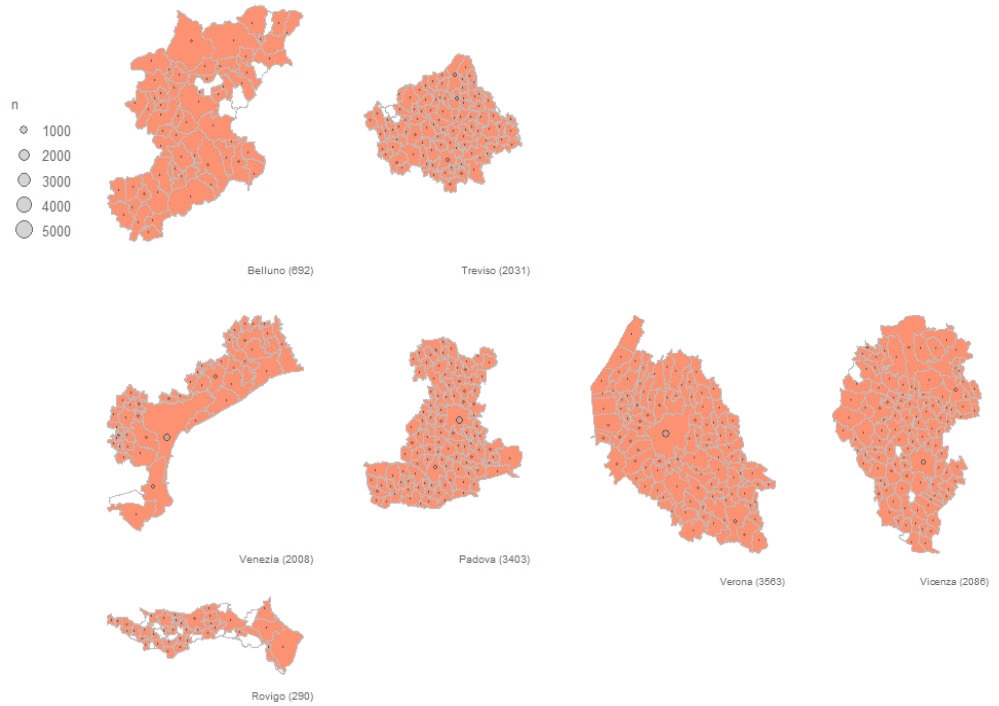 n
1000
2000
3000
4000
5000
Belluno (692)
Treviso (2031)
Venezia (2008)
Padova (3403)
Verona (3563)
Vicenza (2086)
Rovigo (290)